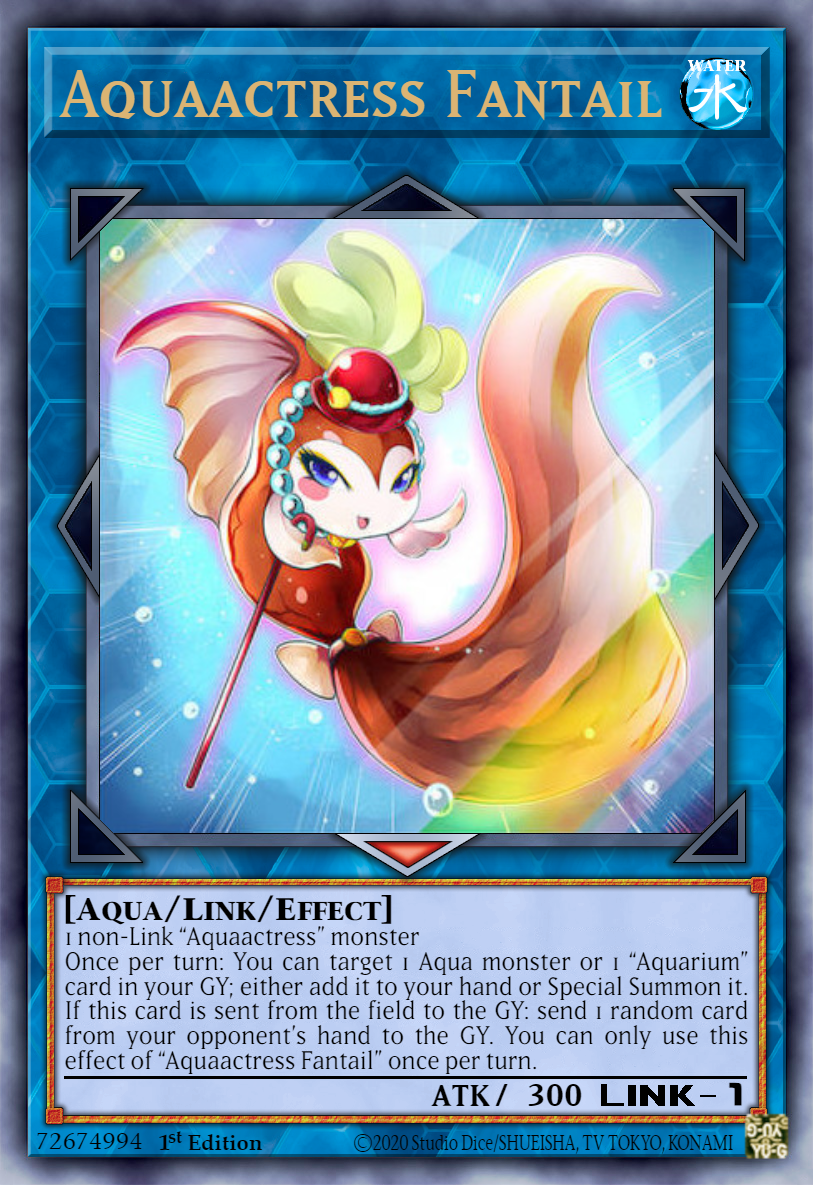 Aquaactress Fantail
WATER
水
[Aqua/Link/Effect]
1 non-Link “Aquaactress” monster
Once per turn: You can target 1 Aqua monster or 1 “Aquarium”
card in your GY; either add it to your hand or Special Summon it.
If this card is sent from the field to the GY: send 1 random card
from your opponent's hand to the GY. You can only use this
effect of “Aquaactress Fantail” once per turn.
ATK/ 300 LINK-1
72674994 1st Edition ©2020 Studio Dice/SHUEISHA, TV TOKYO, KONAMI
YU-G
YU-G